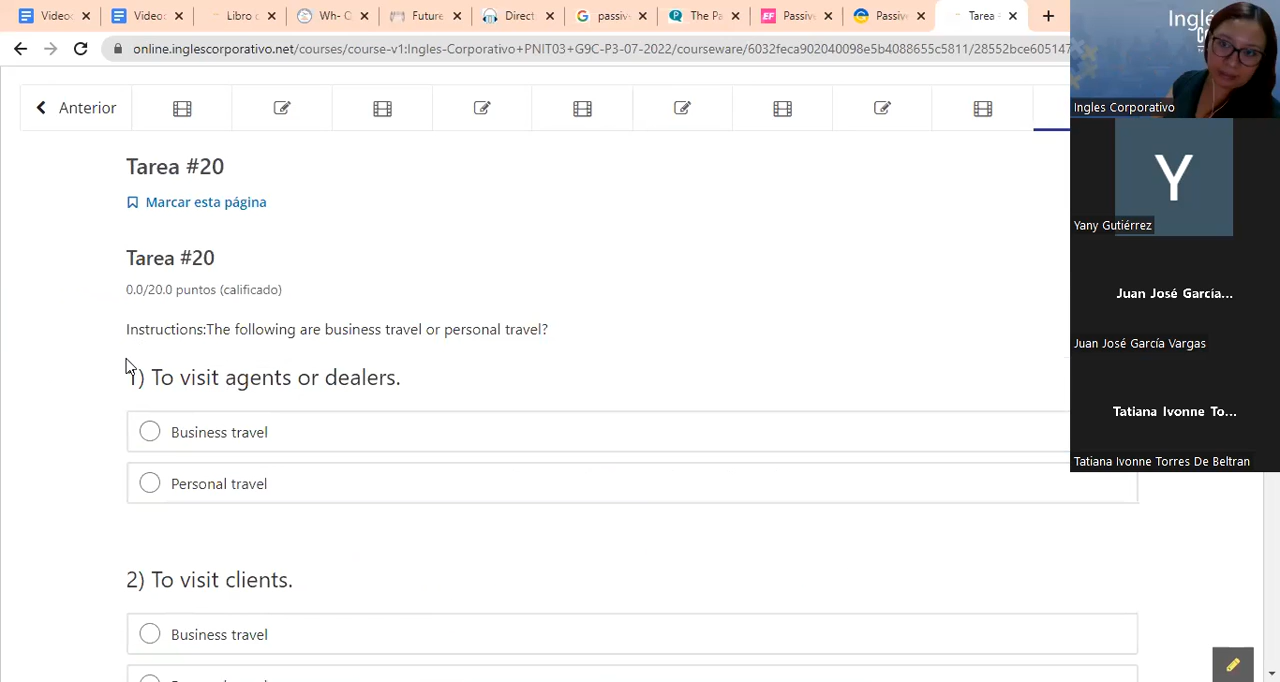 Videoc
Videoc
Libro c
Wh- C
Future
Direct
passiv
The Pa
Passiv
Passiv
Tarea
online.inglescorporativo.net/courses/course-v1:Ingles-Corporativo+PNIT03+G9C-P3-07-2022/courseware/6032feca902040098e5b4088655c5811/28552bce605147
Anterior
Tarea #20
Marcar esta página
Tarea #20
0.0/20.0 puntos (calificado)
Instructions:The following are business travel or personal travel?
1) To visit agents or dealers.
Business travel
Personal travel
2) To visit clients.
Business travel
Inglé
Ingles Corporativo
Y
Yany Gutiérrez
Juan José García...
Juan José García Vargas
Tatiana Ivonne To...
Tatiana Ivonne Torres De Beltran